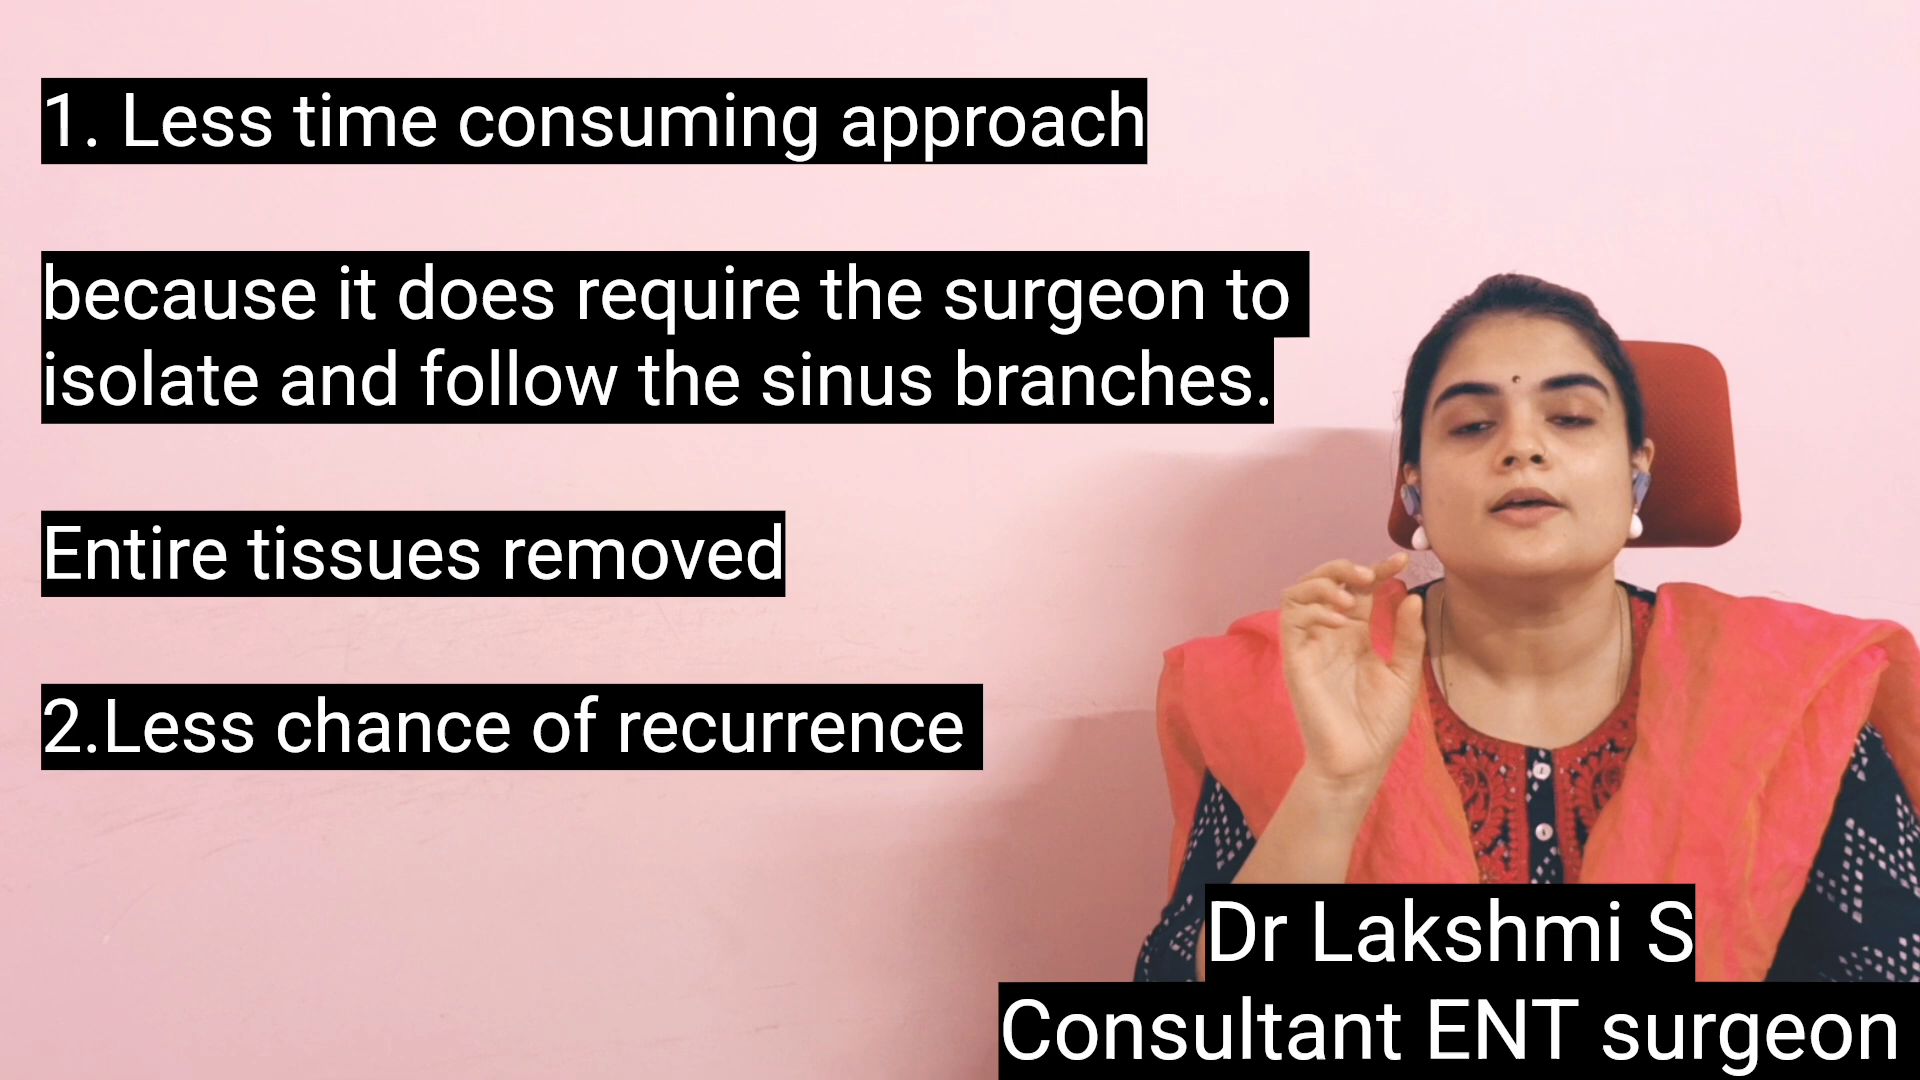 1. Less time consuming approach
because it does require the surgeon to
isolate and follow the sinus branches.
Entire tissues removed
2.Less chance of recurrence
Dr Lakshmi S
Consultant ENT surgeon